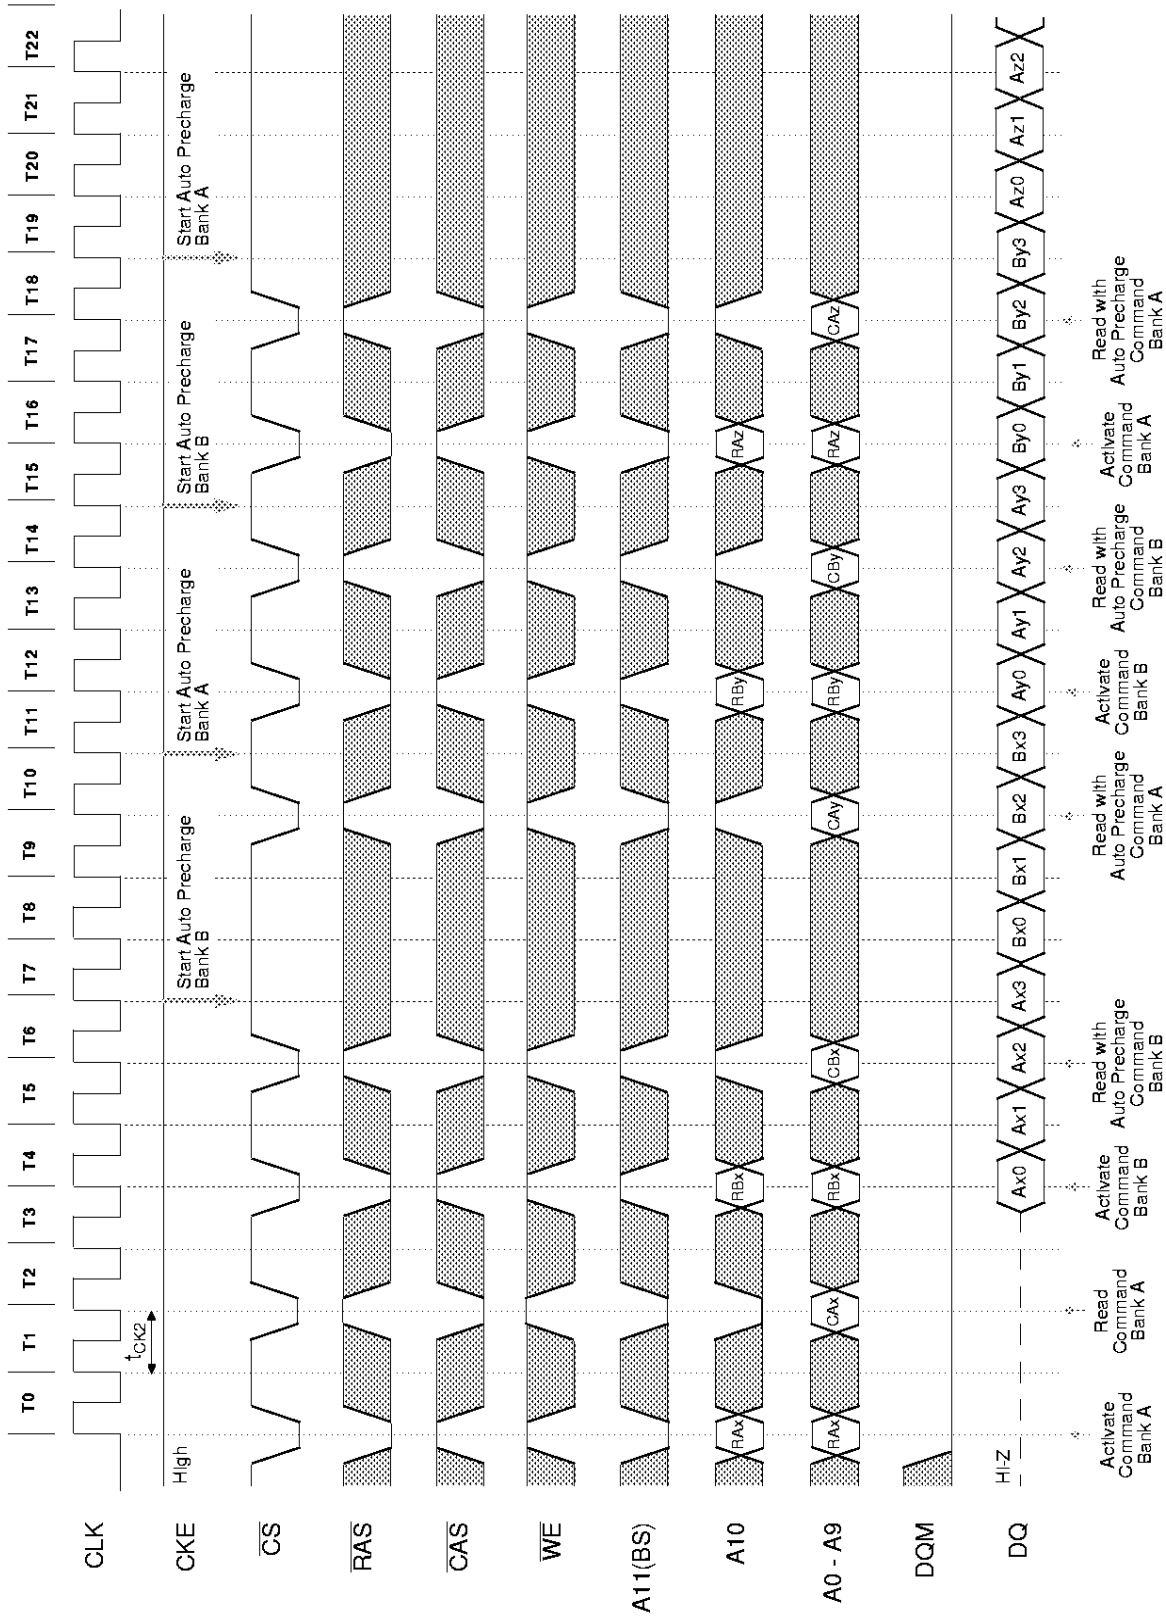 T0 T1 T2 T3 T4 T5 T6 T7 T8 T9 T10 T11 T12 T13 T14 T15 T16 T17 T18 T19 T20 T21 T22
CLK
tCK2
CKE
High
Start Auto Precharge
Bank B
Start Auto Precharge
Bank A
Start Auto Precharge
Bank B
Start Auto Precharge
Bank A
CS
RAS
CAS
WE
A11(BS)
A10
RAx RBx RBy RAz
A0 - A9
RAx CAx RBx CBx CAy RBy CBy RAz CAz
DQM
DQ
HI-Z
Ax0 Ax1 Ax2 Ax3 Bx0 Bx1 Bx2 Bx3 Ay0 Ay1 Ay2 Ay3 By0 By1 By2 By3 Az0 Az1 Az2
Activate
Command
Bank A
Read
Command
Bank A
Activate
Command
Bank B
Read with
Auto Precharge
Command
Bank B
Read with
Auto Precharge
Command
Bank A
Activate
Command
Bank B
Read with
Auto Precharge
Command
Bank B
Activate
Command
Bank A
Read with
Auto Precharge
Command
Bank A